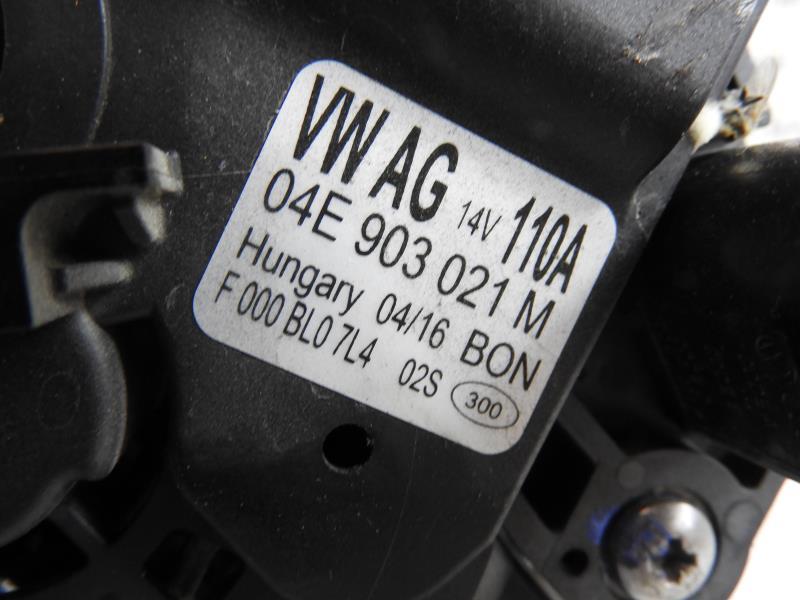 VW AG 14V 110A
04E 903 021 M
Hungary 04/16 BON
F 000 BL0 7L4 02S 300